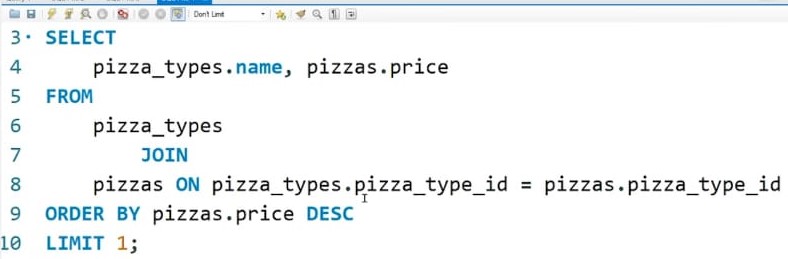 Don't Limit
3 SELECT
4 pizza_types.name, pizzas.price
5 FROM
6 pizza_types
7 JOIN
8 pizzas ON pizza_types.pizza_type_id = pizzas.pizza_type_id
9 ORDER BY pizzas.price DESC
10 LIMIT 1;